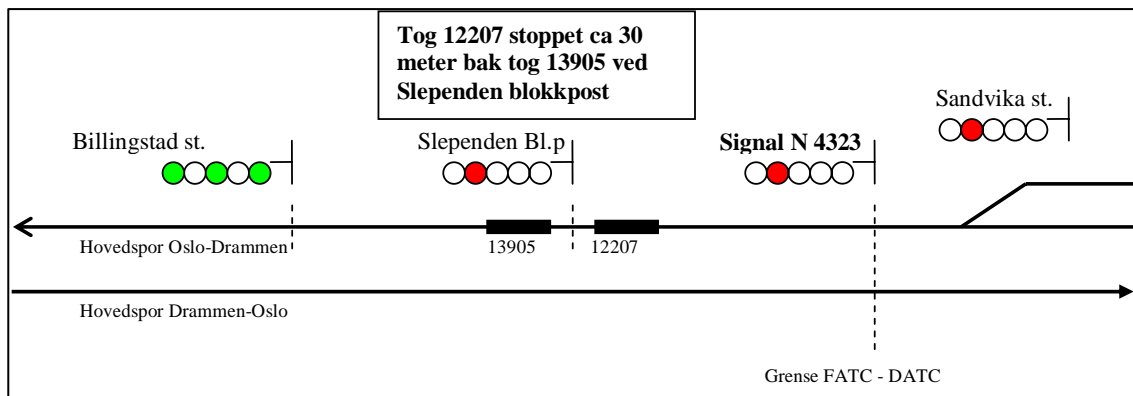 Tog 12207 stoppet ca 30
meter bak tog 13905 ved
Slependen blokkpost
Sandvika st.
Billingstad st.
Slependen Bl.p
Signal N 4323
Hovedspor Oslo-Drammen
13905
12207
Hovedspor Drammen-Oslo
Grense FATC - DATC